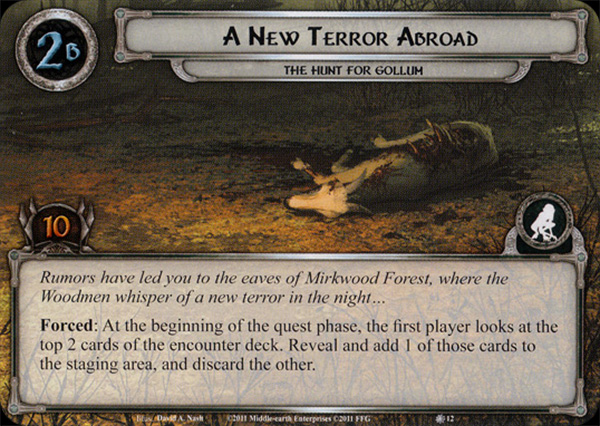 2B
A New Terror Abroad
The Hunt for Gollum
10
Rumors have led you to the eaves of Mirkwood Forest, where the
Woodmen whisper of a new terror in the night…
Forced: At the beginning of the quest phase, the first player looks at the
top 2 cards of the encounter deck. Reveal and add 1 of those cards to
the staging area, and discard the other.
Illus. David A. Nash ©2011 Middle-earth Enterprises ©2011 FFG 12